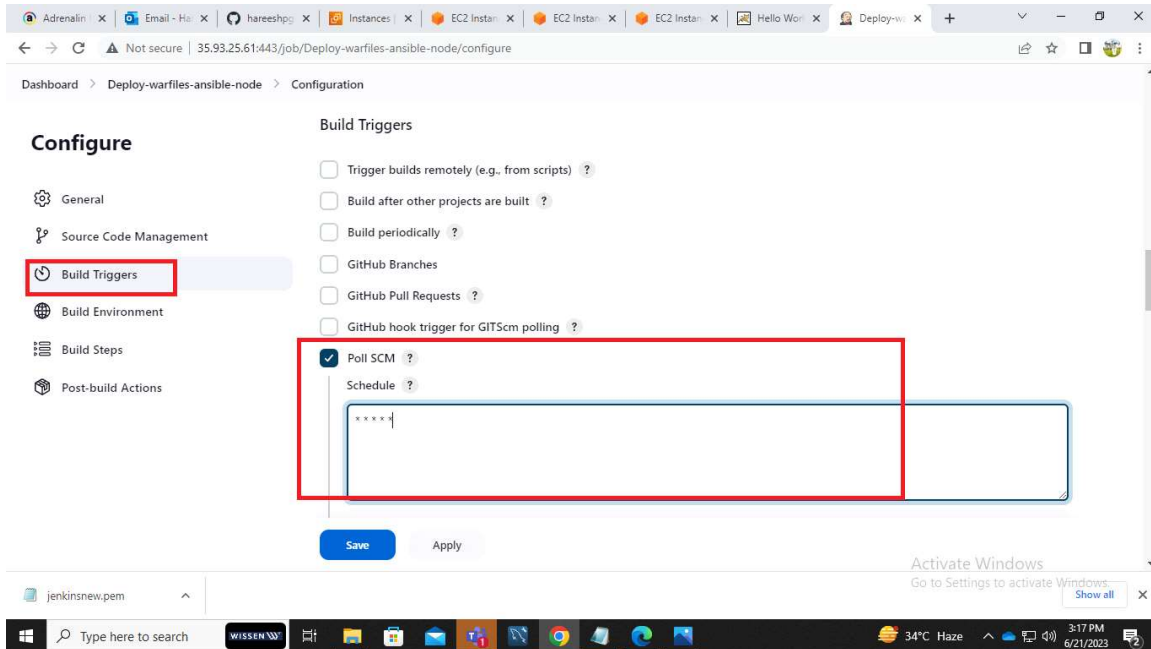 Adrenalin
Email - Ha
hareeshpg
Instances |
EC2 Instan
EC2 Instan
EC2 Instan
Hello Worl
Deploy-wa
Not secure | 35.93.25.61:443/job/Deploy-warfiles-ansible-node/configure
Dashboard > Deploy-warfiles-ansible-node > Configuration
Configure
General
Source Code Management
Build Triggers
Build Environment
Build Steps
Post-build Actions
Build Triggers
Trigger builds remotely (e.g., from scripts) ?
Build after other projects are built ?
Build periodically ?
GitHub Branches
GitHub Pull Requests ?
GitHub hook trigger for GITScm polling ?
Poll SCM ?
Schedule ?
* * * * *
Save
Apply
Activate Windows
Go to Settings to activate Windows.
jenkinsnew.pem
Show all
Type here to search
WISSEN
34°C Haze
3:17 PM
6/21/2023
2